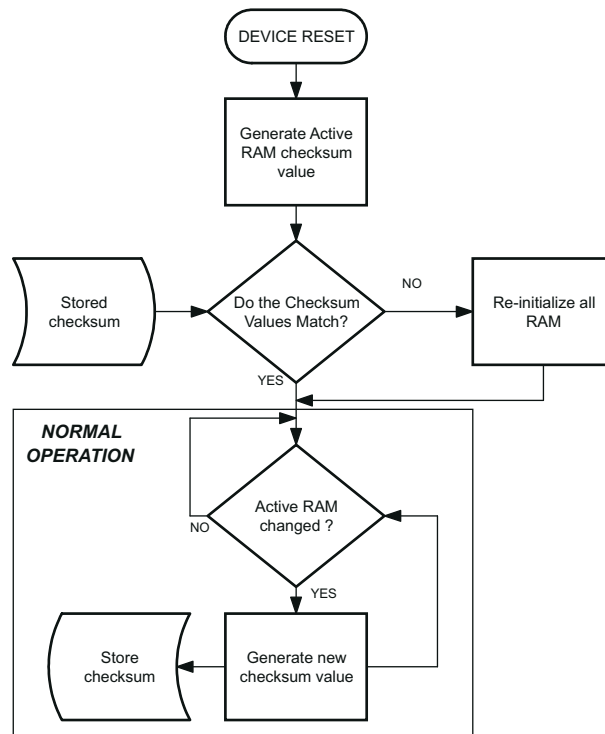 DEVICE RESET
Generate Active
RAM checksum
value
Stored
checksum
Do the Checksum
Values Match?
NO
Re-initialize all
RAM
YES
NORMAL
OPERATION
Active RAM
changed ?
NO
YES
Store
checksum
Generate new
checksum value